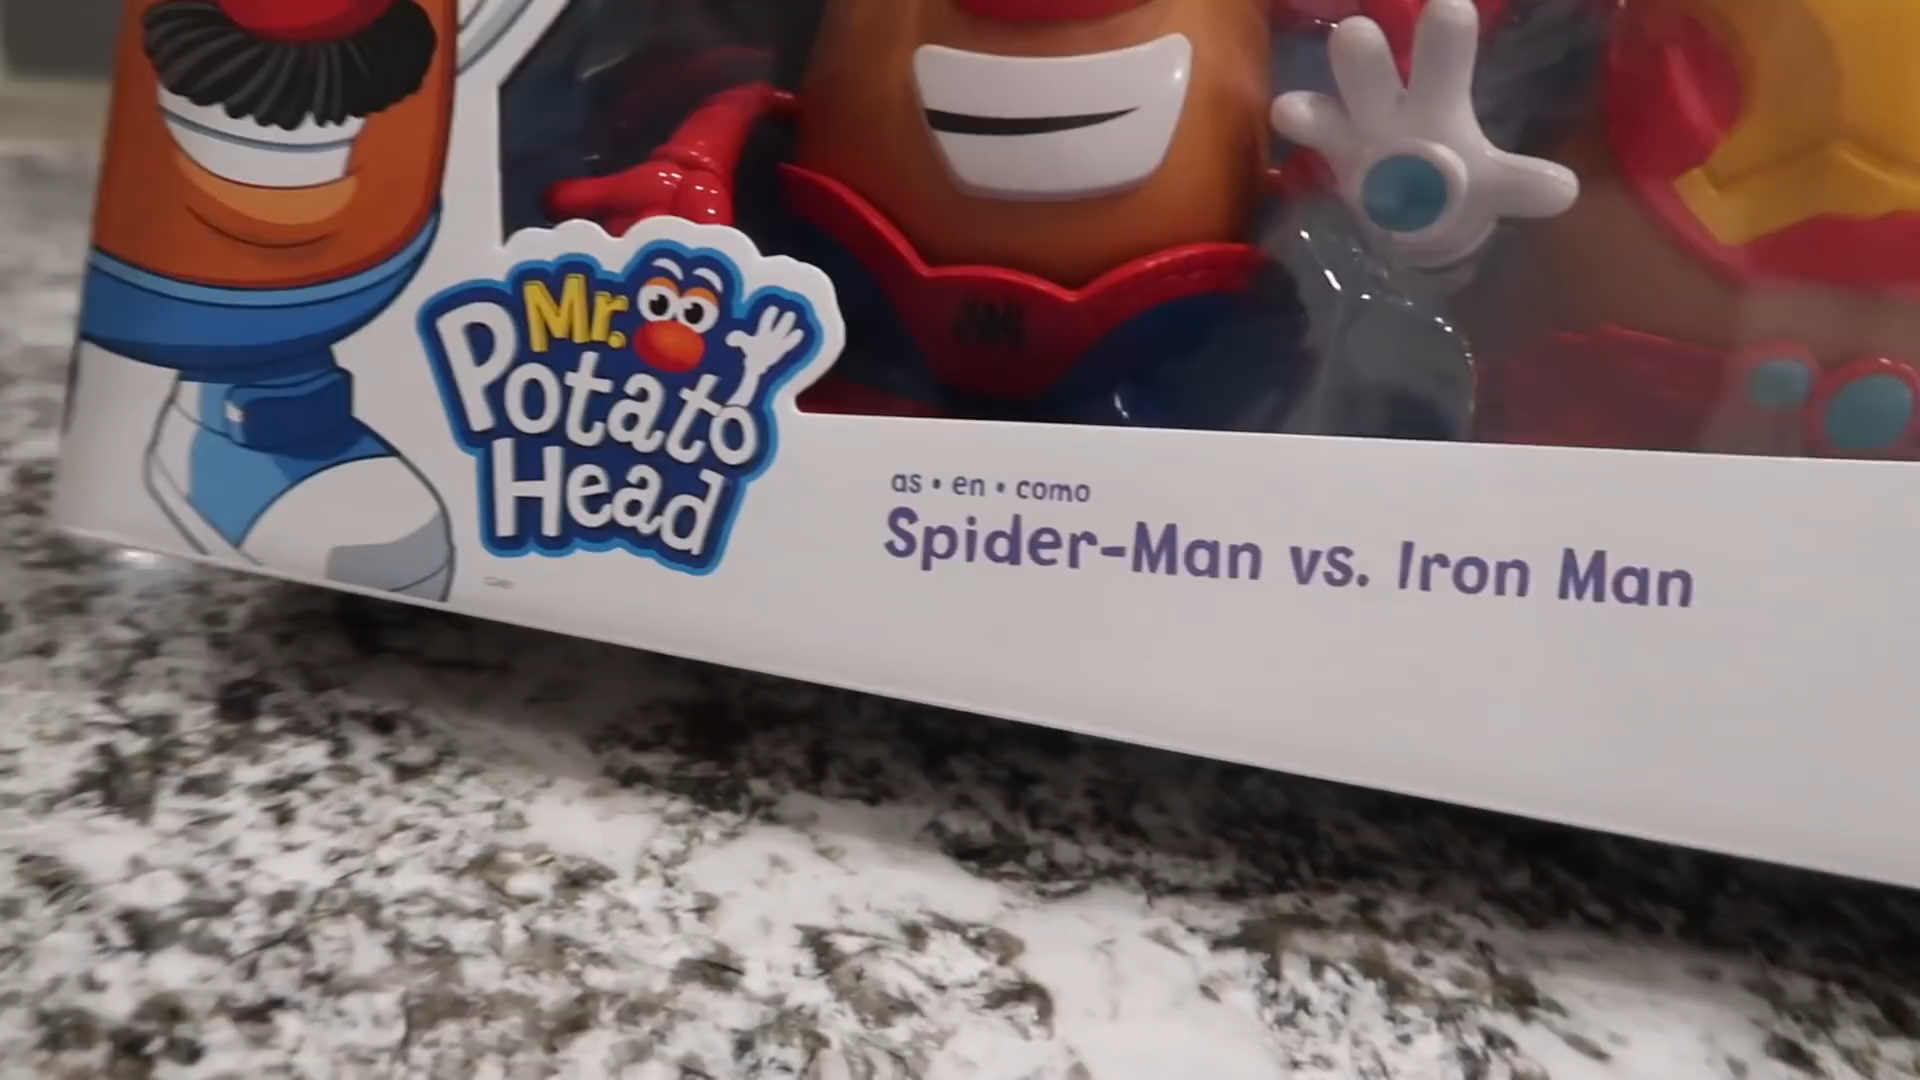 Mr.
Potato
Head
as • en • como
Spider-Man vs. Iron Man